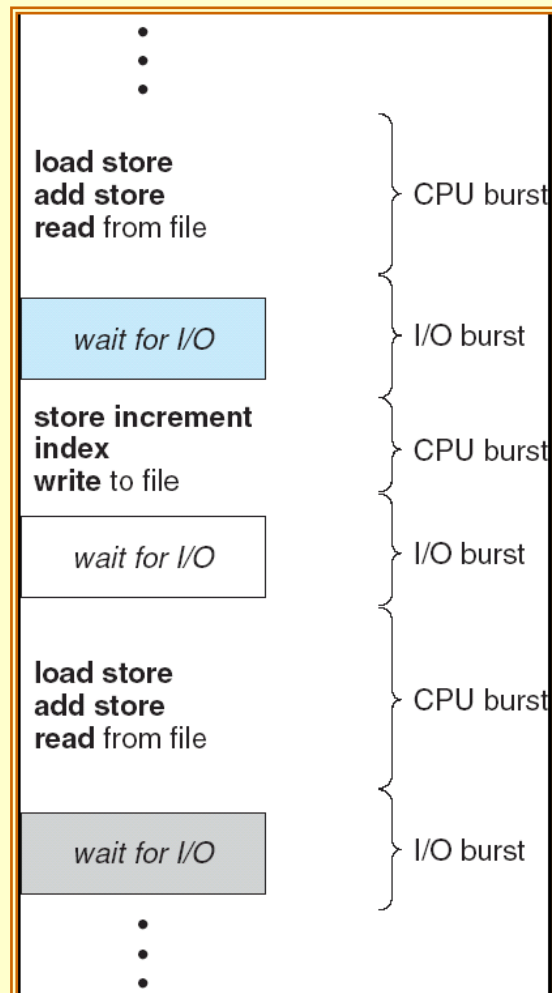 load store
add store
read from file
CPU burst
wait for I/O
I/O burst
store increment
index
write to file
CPU burst
wait for I/O
I/O burst
load store
add store
read from file
CPU burst
wait for I/O
I/O burst